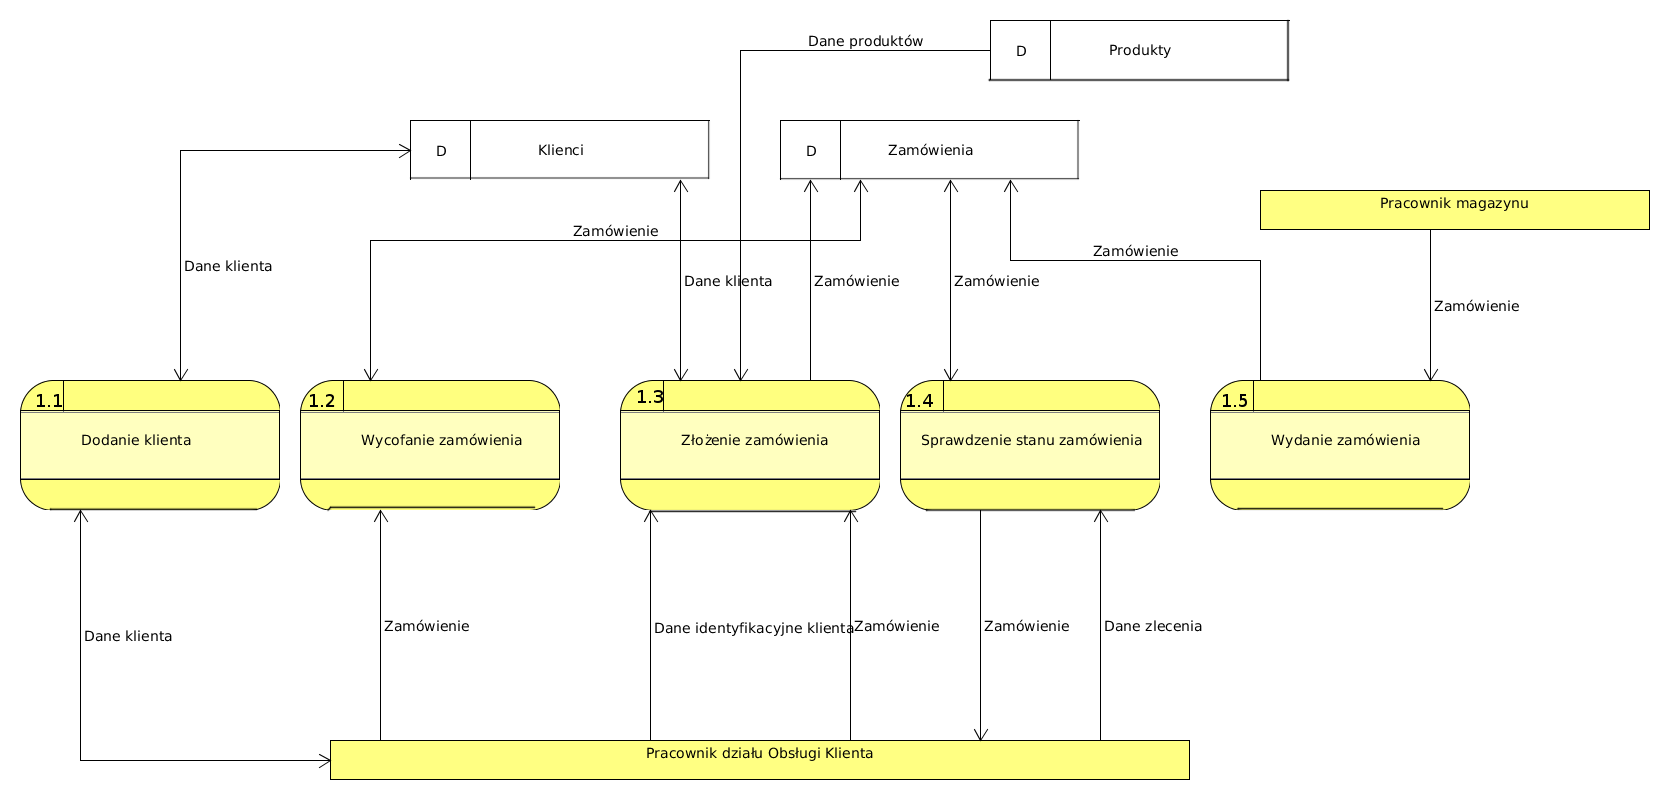 Dane produktów
D
Produkty
D
Klienci
D
Zamówienia
Pracownik magazynu
Zamówienie
Zamówienie
Dane klienta
Dane klienta
Zamówienie
Zamówienie
Zamówienie
1.1
1.2
1.3
1.4
1.5
Dodanie klienta
Wycofanie zamówienia
Złożenie zamówienia
Sprawdzenie stanu zamówienia
Wydanie zamówienia
Dane klienta
Zamówienie
Dane identyfikacyjne klienta
Zamówienie
Zamówienie
Dane zlecenia
Pracownik działu Obsługi Klienta